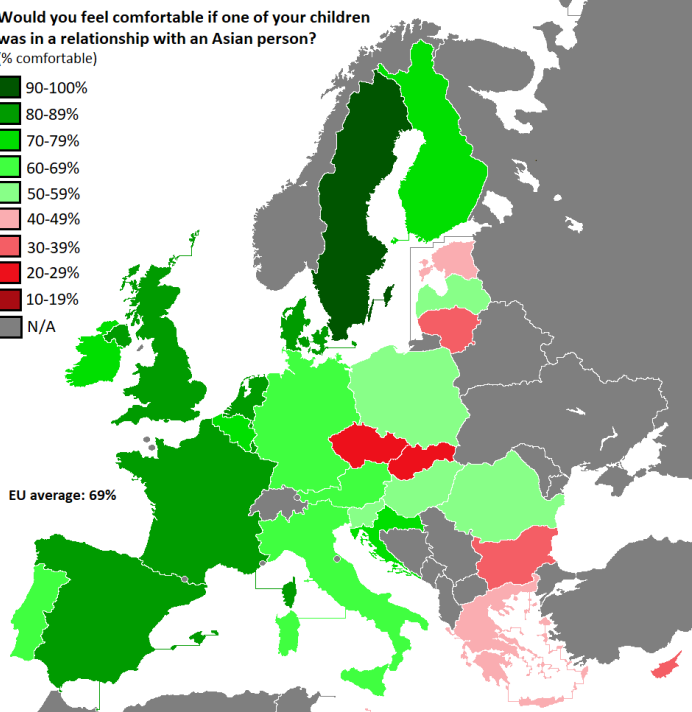 Would you feel comfortable if one of your children
was in a relationship with an Asian person?
(% comfortable)
90-100%
80-89%
70-79%
60-69%
50-59%
40-49%
30-39%
20-29%
10-19%
N/A
EU average: 69%